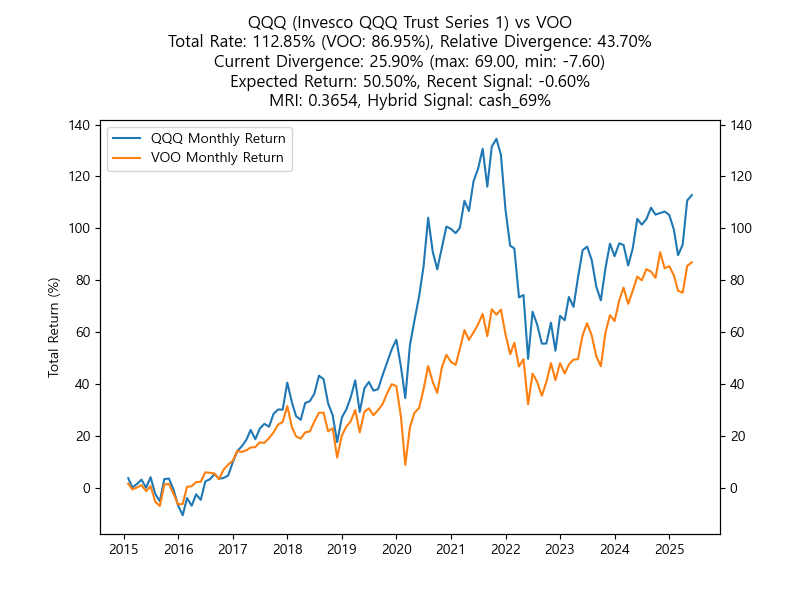 QQQ (Invesco QQQ Trust Series 1) vs VOO
Total Rate: 112.85% (VOO: 86.95%), Relative Divergence: 43.70%
Current Divergence: 25.90% (max: 69.00, min: -7.60)
Expected Return: 50.50%, Recent Signal: -0.60%
MRI: 0.3654, Hybrid Signal: cash_69%
QQQ Monthly Return
VOO Monthly Return
Total Return (%)
140
120
100
80
60
40
20
0
140
120
100
80
60
40
20
0
2015 2016 2017 2018 2019 2020 2021 2022 2023 2024 2025